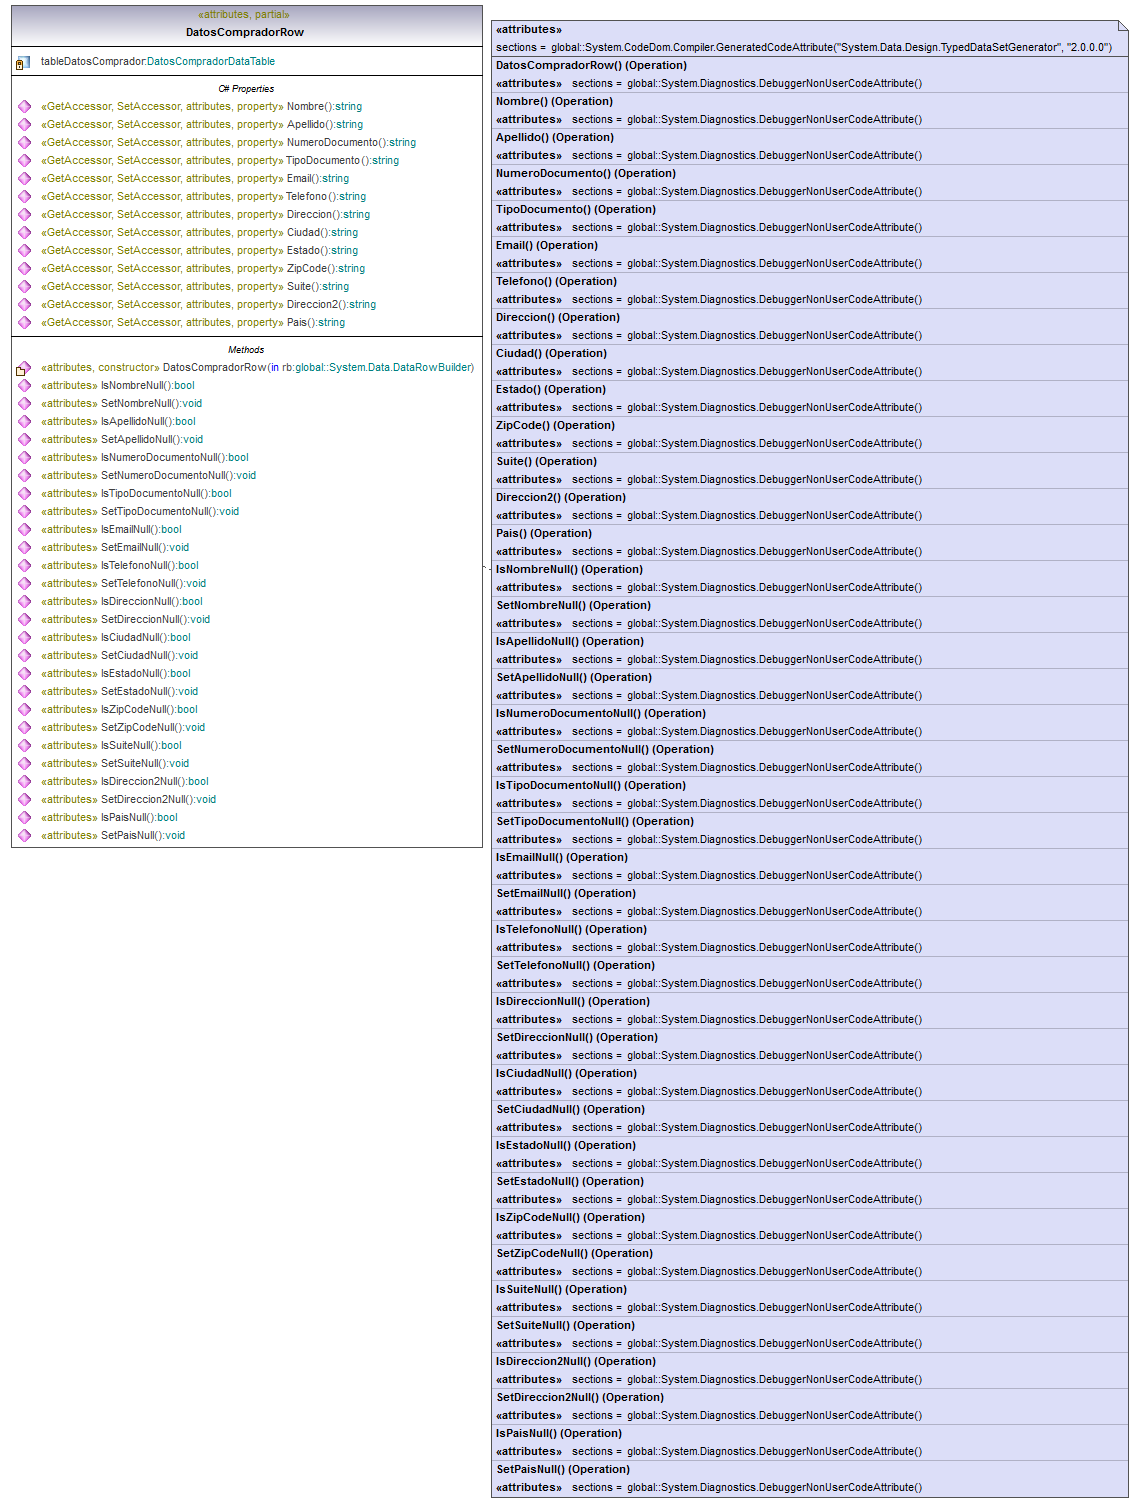 «attributes, partial»
DatosCompradorRow
tableDatosComprador:DatosCompradorDataTable
C# Properties
«GetAccessor, SetAccessor, attributes, property» Nombre():string
«GetAccessor, SetAccessor, attributes, property» Apellido():string
«GetAccessor, SetAccessor, attributes, property» NumeroDocumento():string
«GetAccessor, SetAccessor, attributes, property» TipoDocumento():string
«GetAccessor, SetAccessor, attributes, property» Email():string
«GetAccessor, SetAccessor, attributes, property» Telefono():string
«GetAccessor, SetAccessor, attributes, property» Direccion():string
«GetAccessor, SetAccessor, attributes, property» Ciudad():string
«GetAccessor, SetAccessor, attributes, property» Estado():string
«GetAccessor, SetAccessor, attributes, property» ZipCode():string
«GetAccessor, SetAccessor, attributes, property» Suite():string
«GetAccessor, SetAccessor, attributes, property» Direccion2():string
«GetAccessor, SetAccessor, attributes, property» Pais():string
Methods
«attributes, constructor» DatosCompradorRow(in rb:global::System.Data.DataRowBuilder)
«attributes» IsNombreNull():bool
«attributes» SetNombreNull():void
«attributes» IsApellidoNull():bool
«attributes» SetApellidoNull():void
«attributes» IsNumeroDocumentoNull():bool
«attributes» SetNumeroDocumentoNull():void
«attributes» IsTipoDocumentoNull():bool
«attributes» SetTipoDocumentoNull():void
«attributes» IsEmailNull():bool
«attributes» SetEmailNull():void
«attributes» IsTelefonoNull():bool
«attributes» SetTelefonoNull():void
«attributes» IsDireccionNull():bool
«attributes» SetDireccionNull():void
«attributes» IsCiudadNull():bool
«attributes» SetCiudadNull():void
«attributes» IsEstadoNull():bool
«attributes» SetEstadoNull():void
«attributes» IsZipCodeNull():bool
«attributes» SetZipCodeNull():void
«attributes» IsSuiteNull():bool
«attributes» SetSuiteNull():void
«attributes» IsDireccion2Null():bool
«attributes» SetDireccion2Null():void
«attributes» IsPaisNull():bool
«attributes» SetPaisNull():void
«attributes»
sections = global::System.CodeDom.Compiler.GeneratedCodeAttribute("System.Data.Design.TypedDataSetGenerator", "2.0.0.0")
DatosCompradorRow() (Operation)
«attributes» sections = global::System.Diagnostics.DebuggerNonUserCodeAttribute()
Nombre() (Operation)
«attributes» sections = global::System.Diagnostics.DebuggerNonUserCodeAttribute()
Apellido() (Operation)
«attributes» sections = global::System.Diagnostics.DebuggerNonUserCodeAttribute()
NumeroDocumento() (Operation)
«attributes» sections = global::System.Diagnostics.DebuggerNonUserCodeAttribute()
TipoDocumento() (Operation)
«attributes» sections = global::System.Diagnostics.DebuggerNonUserCodeAttribute()
Email() (Operation)
«attributes» sections = global::System.Diagnostics.DebuggerNonUserCodeAttribute()
Telefono() (Operation)
«attributes» sections = global::System.Diagnostics.DebuggerNonUserCodeAttribute()
Direccion() (Operation)
«attributes» sections = global::System.Diagnostics.DebuggerNonUserCodeAttribute()
Ciudad() (Operation)
«attributes» sections = global::System.Diagnostics.DebuggerNonUserCodeAttribute()
Estado() (Operation)
«attributes» sections = global::System.Diagnostics.DebuggerNonUserCodeAttribute()
ZipCode() (Operation)
«attributes» sections = global::System.Diagnostics.DebuggerNonUserCodeAttribute()
Suite() (Operation)
«attributes» sections = global::System.Diagnostics.DebuggerNonUserCodeAttribute()
Direccion2() (Operation)
«attributes» sections = global::System.Diagnostics.DebuggerNonUserCodeAttribute()
Pais() (Operation)
«attributes» sections = global::System.Diagnostics.DebuggerNonUserCodeAttribute()
IsNombreNull() (Operation)
«attributes» sections = global::System.Diagnostics.DebuggerNonUserCodeAttribute()
SetNombreNull() (Operation)
«attributes» sections = global::System.Diagnostics.DebuggerNonUserCodeAttribute()
IsApellidoNull() (Operation)
«attributes» sections = global::System.Diagnostics.DebuggerNonUserCodeAttribute()
SetApellidoNull() (Operation)
«attributes» sections = global::System.Diagnostics.DebuggerNonUserCodeAttribute()
IsNumeroDocumentoNull() (Operation)
«attributes» sections = global::System.Diagnostics.DebuggerNonUserCodeAttribute()
SetNumeroDocumentoNull() (Operation)
«attributes» sections = global::System.Diagnostics.DebuggerNonUserCodeAttribute()
IsTipoDocumentoNull() (Operation)
«attributes» sections = global::System.Diagnostics.DebuggerNonUserCodeAttribute()
SetTipoDocumentoNull() (Operation)
«attributes» sections = global::System.Diagnostics.DebuggerNonUserCodeAttribute()
IsEmailNull() (Operation)
«attributes» sections = global::System.Diagnostics.DebuggerNonUserCodeAttribute()
SetEmailNull() (Operation)
«attributes» sections = global::System.Diagnostics.DebuggerNonUserCodeAttribute()
IsTelefonoNull() (Operation)
«attributes» sections = global::System.Diagnostics.DebuggerNonUserCodeAttribute()
SetTelefonoNull() (Operation)
«attributes» sections = global::System.Diagnostics.DebuggerNonUserCodeAttribute()
IsDireccionNull() (Operation)
«attributes» sections = global::System.Diagnostics.DebuggerNonUserCodeAttribute()
SetDireccionNull() (Operation)
«attributes» sections = global::System.Diagnostics.DebuggerNonUserCodeAttribute()
IsCiudadNull() (Operation)
«attributes» sections = global::System.Diagnostics.DebuggerNonUserCodeAttribute()
SetCiudadNull() (Operation)
«attributes» sections = global::System.Diagnostics.DebuggerNonUserCodeAttribute()
IsEstadoNull() (Operation)
«attributes» sections = global::System.Diagnostics.DebuggerNonUserCodeAttribute()
SetEstadoNull() (Operation)
«attributes» sections = global::System.Diagnostics.DebuggerNonUserCodeAttribute()
IsZipCodeNull() (Operation)
«attributes» sections = global::System.Diagnostics.DebuggerNonUserCodeAttribute()
SetZipCodeNull() (Operation)
«attributes» sections = global::System.Diagnostics.DebuggerNonUserCodeAttribute()
IsSuiteNull() (Operation)
«attributes» sections = global::System.Diagnostics.DebuggerNonUserCodeAttribute()
SetSuiteNull() (Operation)
«attributes» sections = global::System.Diagnostics.DebuggerNonUserCodeAttribute()
IsDireccion2Null() (Operation)
«attributes» sections = global::System.Diagnostics.DebuggerNonUserCodeAttribute()
SetDireccion2Null() (Operation)
«attributes» sections = global::System.Diagnostics.DebuggerNonUserCodeAttribute()
IsPaisNull() (Operation)
«attributes» sections = global::System.Diagnostics.DebuggerNonUserCodeAttribute()
SetPaisNull() (Operation)
«attributes» sections = global::System.Diagnostics.DebuggerNonUserCodeAttribute()